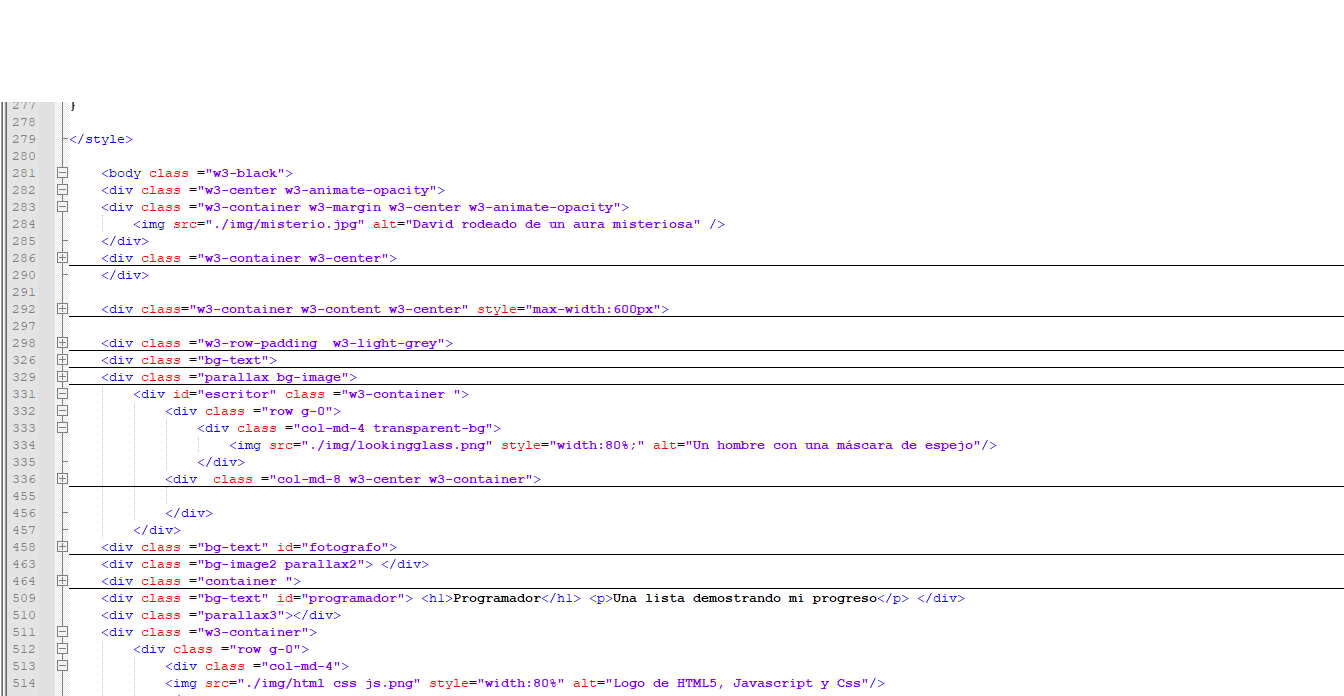 277 }
278
279 </style>
280
281 <body class ="w3-black">
282 <div class ="w3-center w3-animate-opacity">
283 <div class ="w3-container w3-margin w3-center w3-animate-opacity">
284 <img src="./img/misterio.jpg" alt="David rodeado de un aura misteriosa" />
285 </div>
286 <div class ="w3-container w3-center">
290 </div>
291
292 <div class="w3-container w3-content w3-center" style="max-width:600px">
297
298 <div class ="w3-row-padding  w3-light-grey">
326 <div class ="bg-text">
329 <div class ="parallax bg-image">
331 <div id="escritor" class ="w3-container ">
332 <div class ="row g-0">
333 <div class ="col-md-4 transparent-bg">
334 <img src="./img/lookingglass.png" style="width:80%;" alt="Un hombre con una máscara de espejo"/>
335 </div>
336 <div  class ="col-md-8 w3-center w3-container">
455
456 </div>
457 </div>
458 <div class ="bg-text" id="fotografo">
463 <div class ="bg-image2 parallax2"> </div>
464 <div class ="container ">
509 <div class ="bg-text" id="programador"> <h1>Programador</h1> <p>Una lista demostrando mi progreso</p> </div>
510 <div class ="parallax3"></div>
511 <div class ="w3-container">
512 <div class ="row g-0">
513 <div class ="col-md-4">
514 <img src="./img/html css js.png" style="width:80%" alt="Logo de HTML5, Javascript y Css"/>